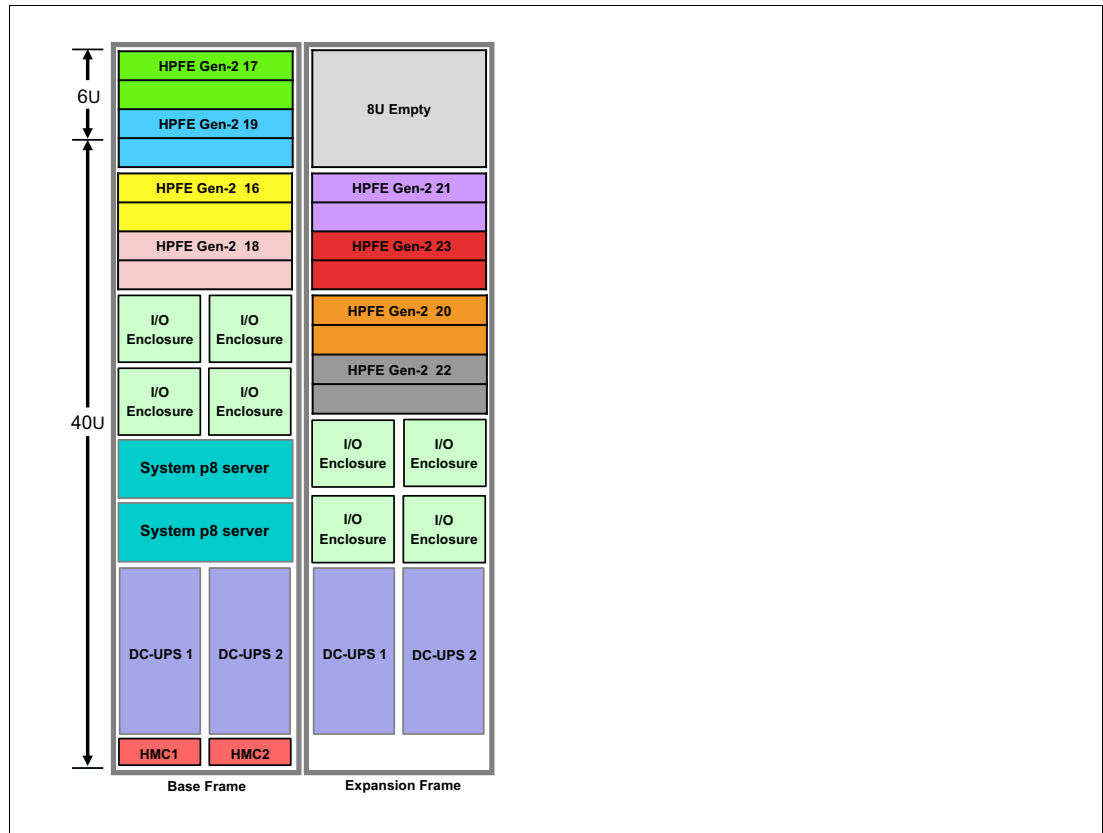 6U
40U
HPFE Gen-2 17
HPFE Gen-2 19
HPFE Gen-2  16
HPFE Gen-2  18
I/O
Enclosure
I/O
Enclosure
I/O
Enclosure
I/O
Enclosure
System p8 server
System p8 server
DC-UPS 1
DC-UPS 2
HMC1
HMC2
Base Frame
8U Empty
HPFE Gen-2 21
HPFE Gen-2 23
HPFE Gen-2  20
HPFE Gen-2  22
I/O
Enclosure
I/O
Enclosure
I/O
Enclosure
I/O
Enclosure
DC-UPS 1
DC-UPS 2
Expansion Frame